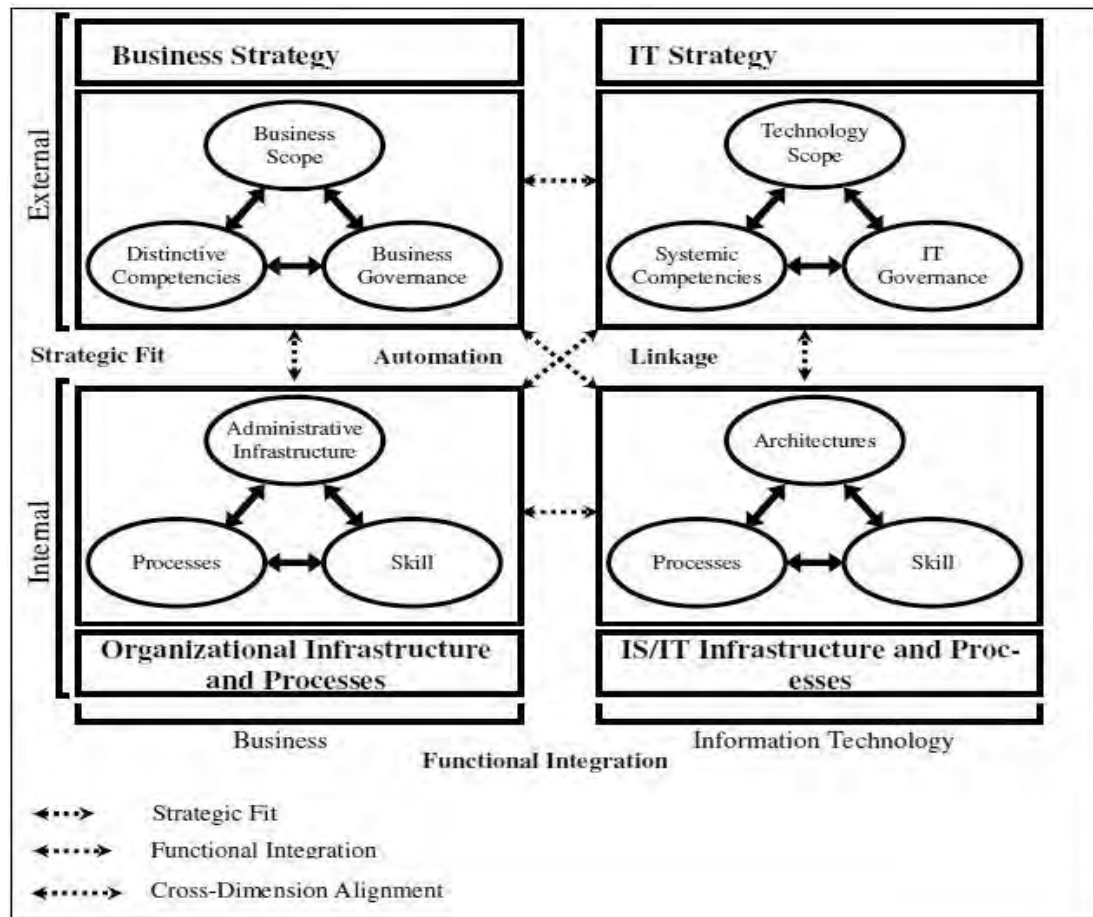 Business Strategy
IT Strategy
External
Business
Scope
Distinctive
Competencies
Business
Governance
Technology
Scope
Systemic
Competencies
IT
Governance
Strategic Fit
Automation
Linkage
Internal
Administrative
Infrastructure
Processes
Skill
Architectures
Processes
Skill
Organizational Infrastructure
and Processes
IS/IT Infrastructure and Proc-
esses
Business
Information Technology
Functional Integration
Strategic Fit
Functional Integration
Cross-Dimension Alignment